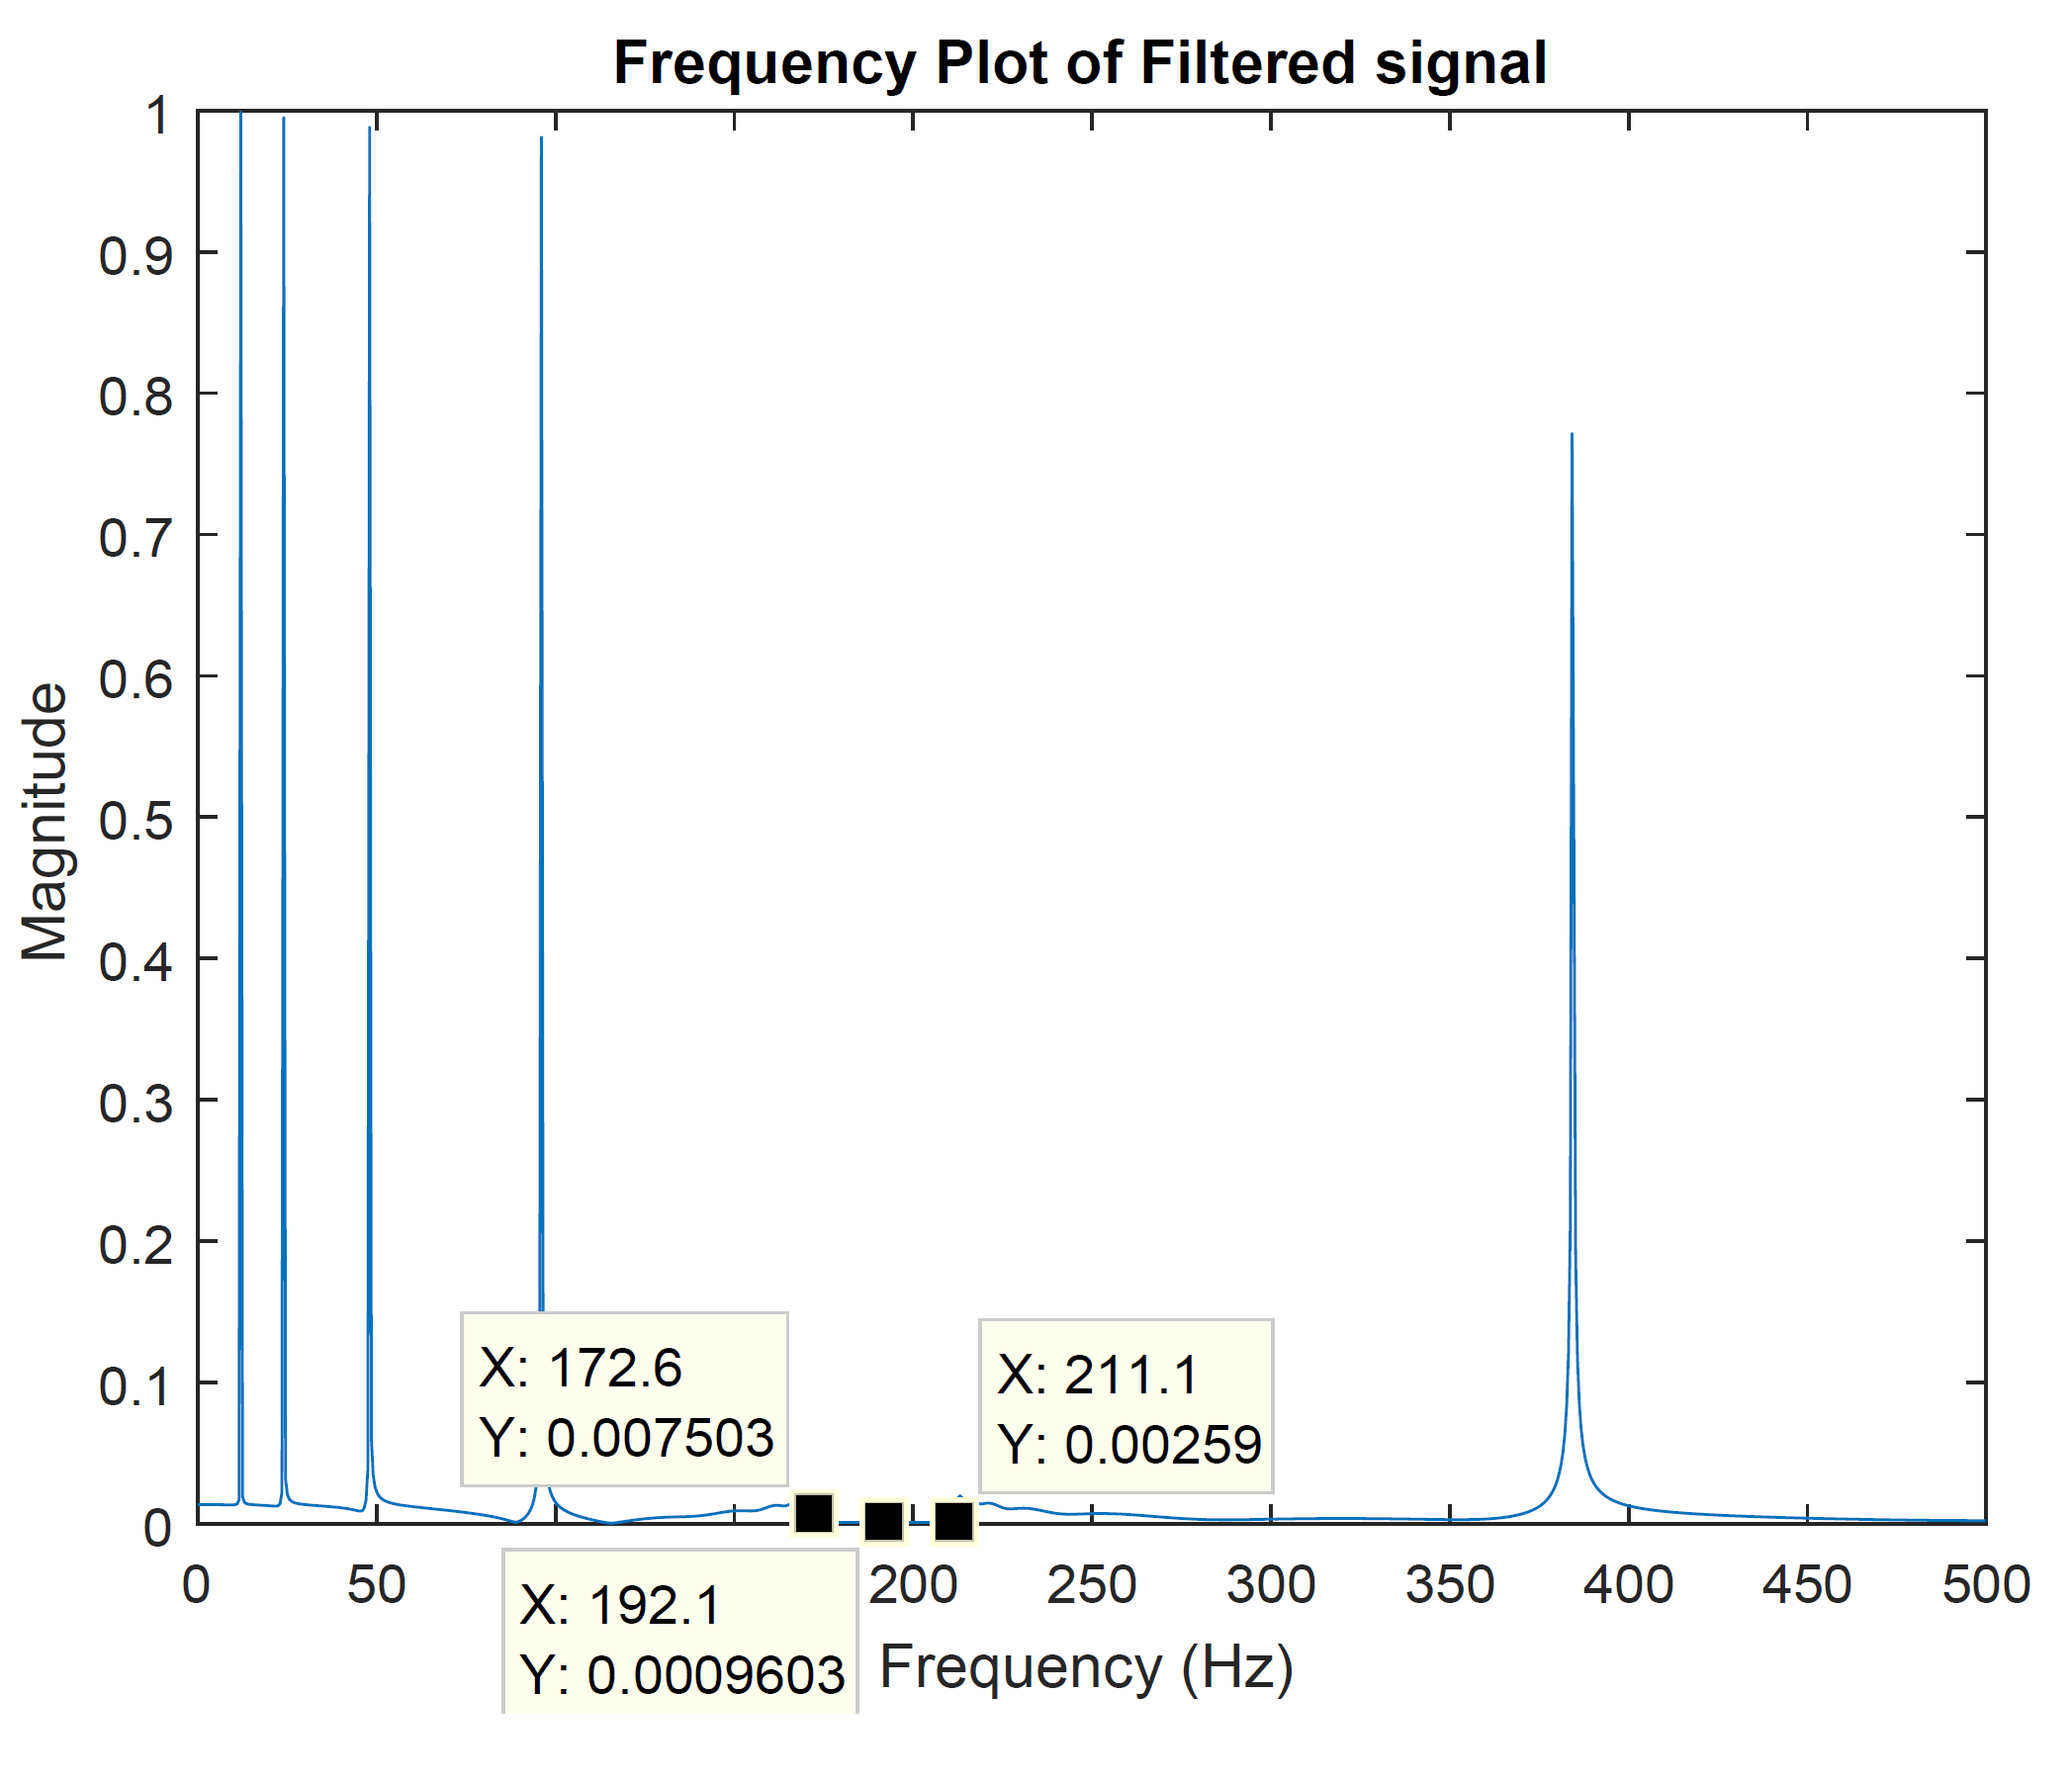 Frequency Plot of Filtered signal
1
0.9
0.8
0.7
0.6
0.5
0.4
0.3
0.2
0.1
0
Magnitude
X: 172.6
Y: 0.007503
X: 211.1
Y: 0.00259
X: 192.1
Y: 0.0009603
0 50 200 250 300 350 400 450 500
Frequency (Hz)